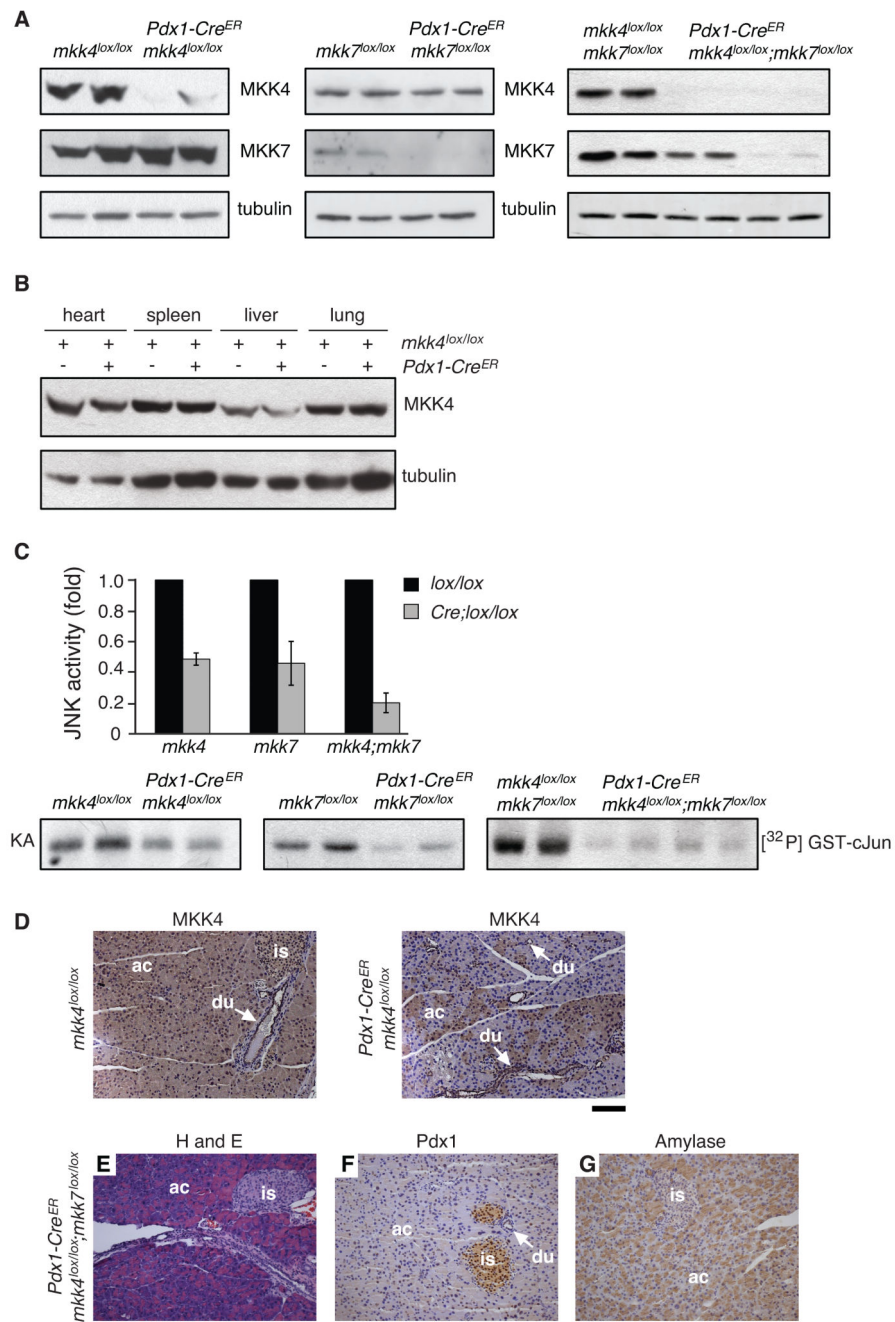 A
mkk4lox/lox
Pdx1-CreER
mkk4lox/lox
mkk7lox/lox
Pdx1-CreER
mkk7lox/lox
mkk4lox/lox
mkk7lox/lox
Pdx1-CreER
mkk4lox/lox;mkk7lox/lox
MKK4
MKK4
MKK7
MKK7
tubulin
tubulin
B
heart spleen liver lung
+ + + + + + + + mkk4lox/lox
- + - + - + - + Pdx1-CreER
MKK4
tubulin
C
JNK activity (fold)
1.0
0.8
0.6
0.4
0.2
0
lox/lox
Cre;lox/lox
mkk4 mkk7 mkk4;mkk7
mkk4lox/lox
Pdx1-CreER
mkk4lox/lox
mkk7lox/lox
Pdx1-CreER
mkk7lox/lox
mkk4lox/lox
mkk7lox/lox
Pdx1-CreER
mkk4lox/lox;mkk7lox/lox
KA
[32P] GST-cJun
D
MKK4
MKK4
mkk4lox/lox
ac
is
du
Pdx1-CreER
mkk4lox/lox
du
ac
du
H and E
Pdx1
Amylase
Pdx1-CreER
mkk4lox/lox;mkk7lox/lox
E
ac
is
F
ac
du
is
G
is
ac